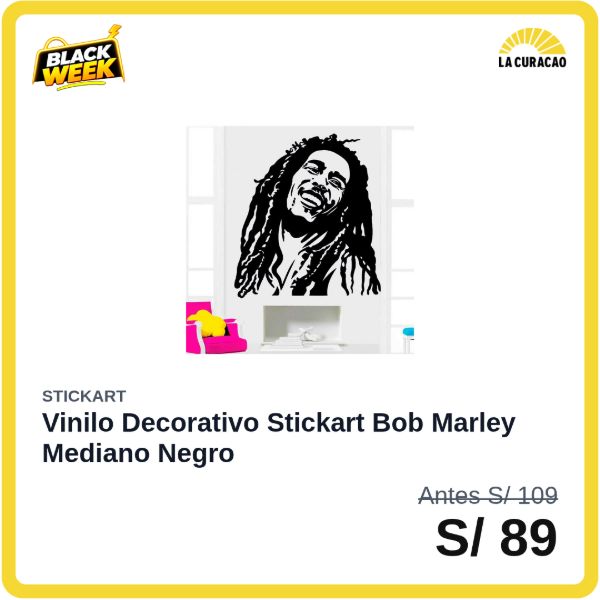 BLACK
WEEK
LA CURACAO
STICKART
Vinilo Decorativo Stickart Bob Marley
Mediano Negro
Antes S/ 109
S/ 89